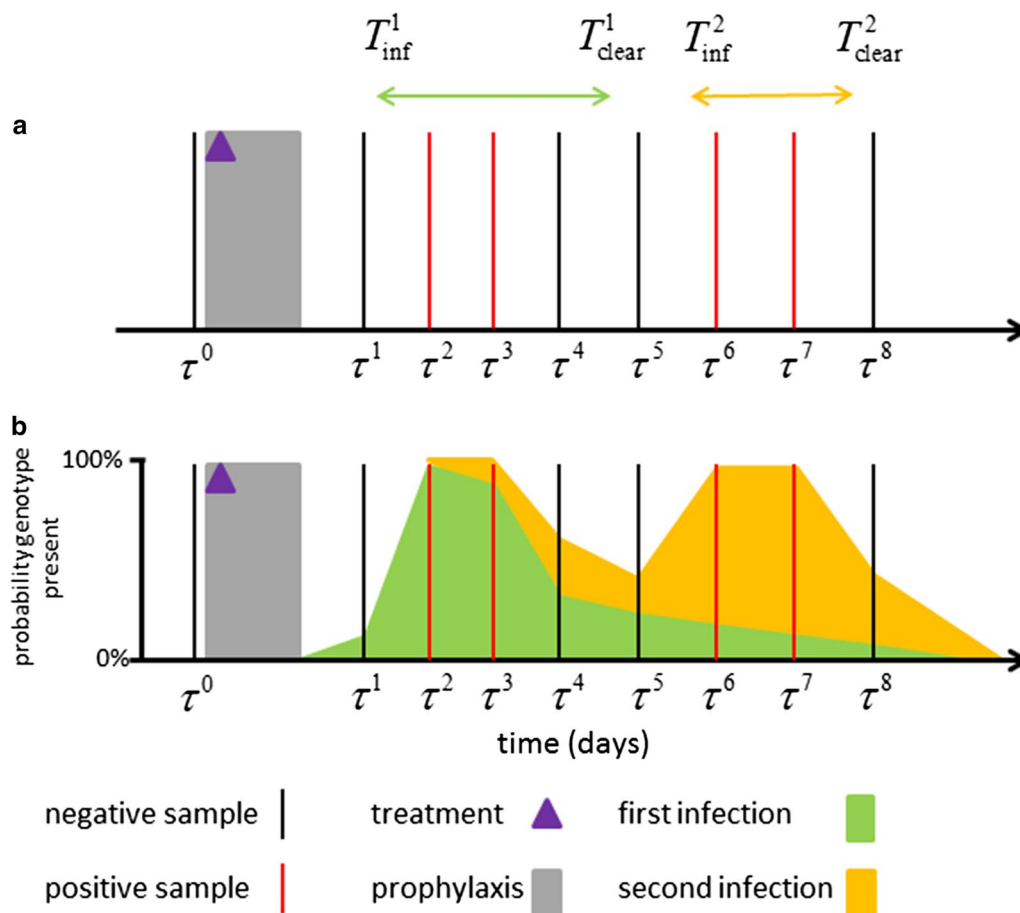 T¹inf T¹clear T²inf T²clear
a
τ⁰ τ¹ τ² τ³ τ⁴ τ⁵ τ⁶ τ⁷ τ⁸
b
100%
probability genotype
present
0%
τ⁰ τ¹ τ² τ³ τ⁴ τ⁵ τ⁶ τ⁷ τ⁸
time (days)
negative sample treatment first infection
positive sample prophylaxis second infection